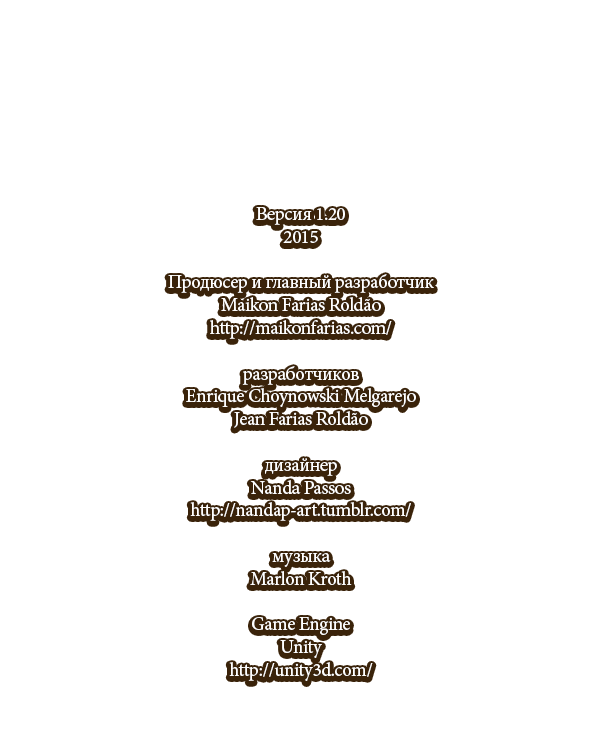 Версия 1.20
2015
Продюсер и главный разработчик
Maikon Farias Roldão
http://maikonfarias.com/
разработчиков
Enrique Choynowski Melgarejo
Jean Farias Roldão
дизайнер
Nanda Passos
http://nandap-art.tumblr.com/
музыка
Marlon Kroth
Game Engine
Unity
http://unity3d.com/